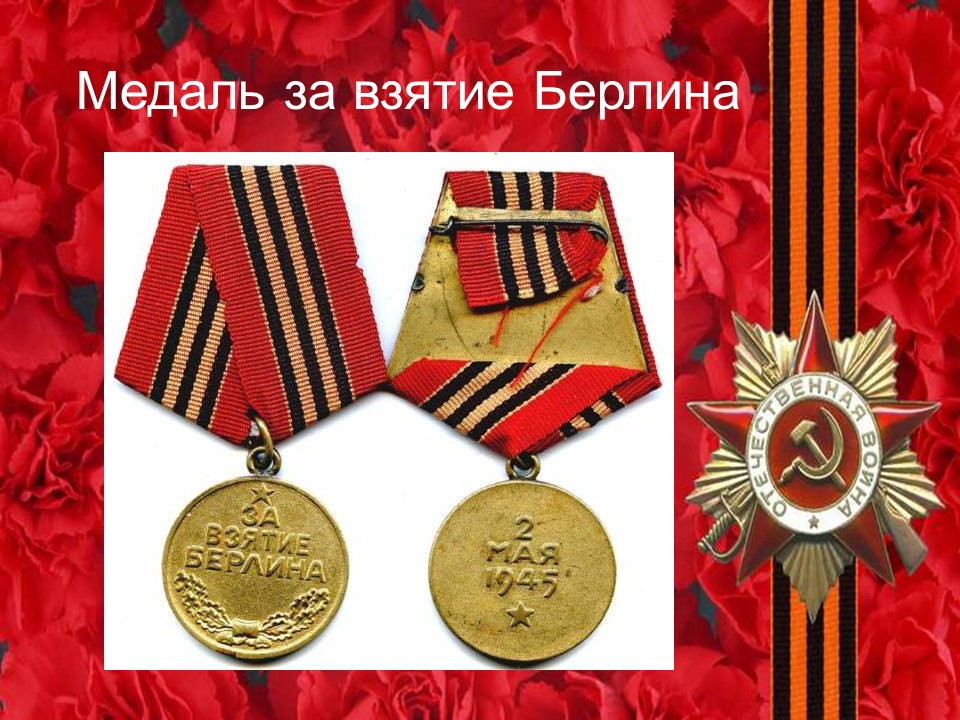 Медаль за взятие Берлина
ЗА
ВЗЯТИЕ
БЕРЛИНА
2
МАЯ
1945
ОТЕЧЕСТВЕННАЯ ВОЙНА